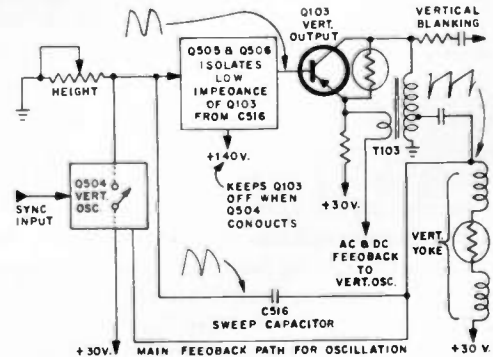 Q103
VERT.
OUTPUT
VERTICAL
BLANKING
Q505 & Q506
ISOLATES
LOW
IMPEDANCE
OF Q103
FROM C516
HEIGHT
+140V.
T103
KEEPS Q103
OFF WHEN
Q504
CONDUCTS
Q504
VERT.
OSC.
SYNC
INPUT
+30V.
AC & DC
FEEDBACK
TO
VERT.OSC.
VERT.
YOKE
C516
SWEEP CAPACITOR
+30V.
MAIN FEEDBACK PATH FOR OSCILLATION
+30 V.